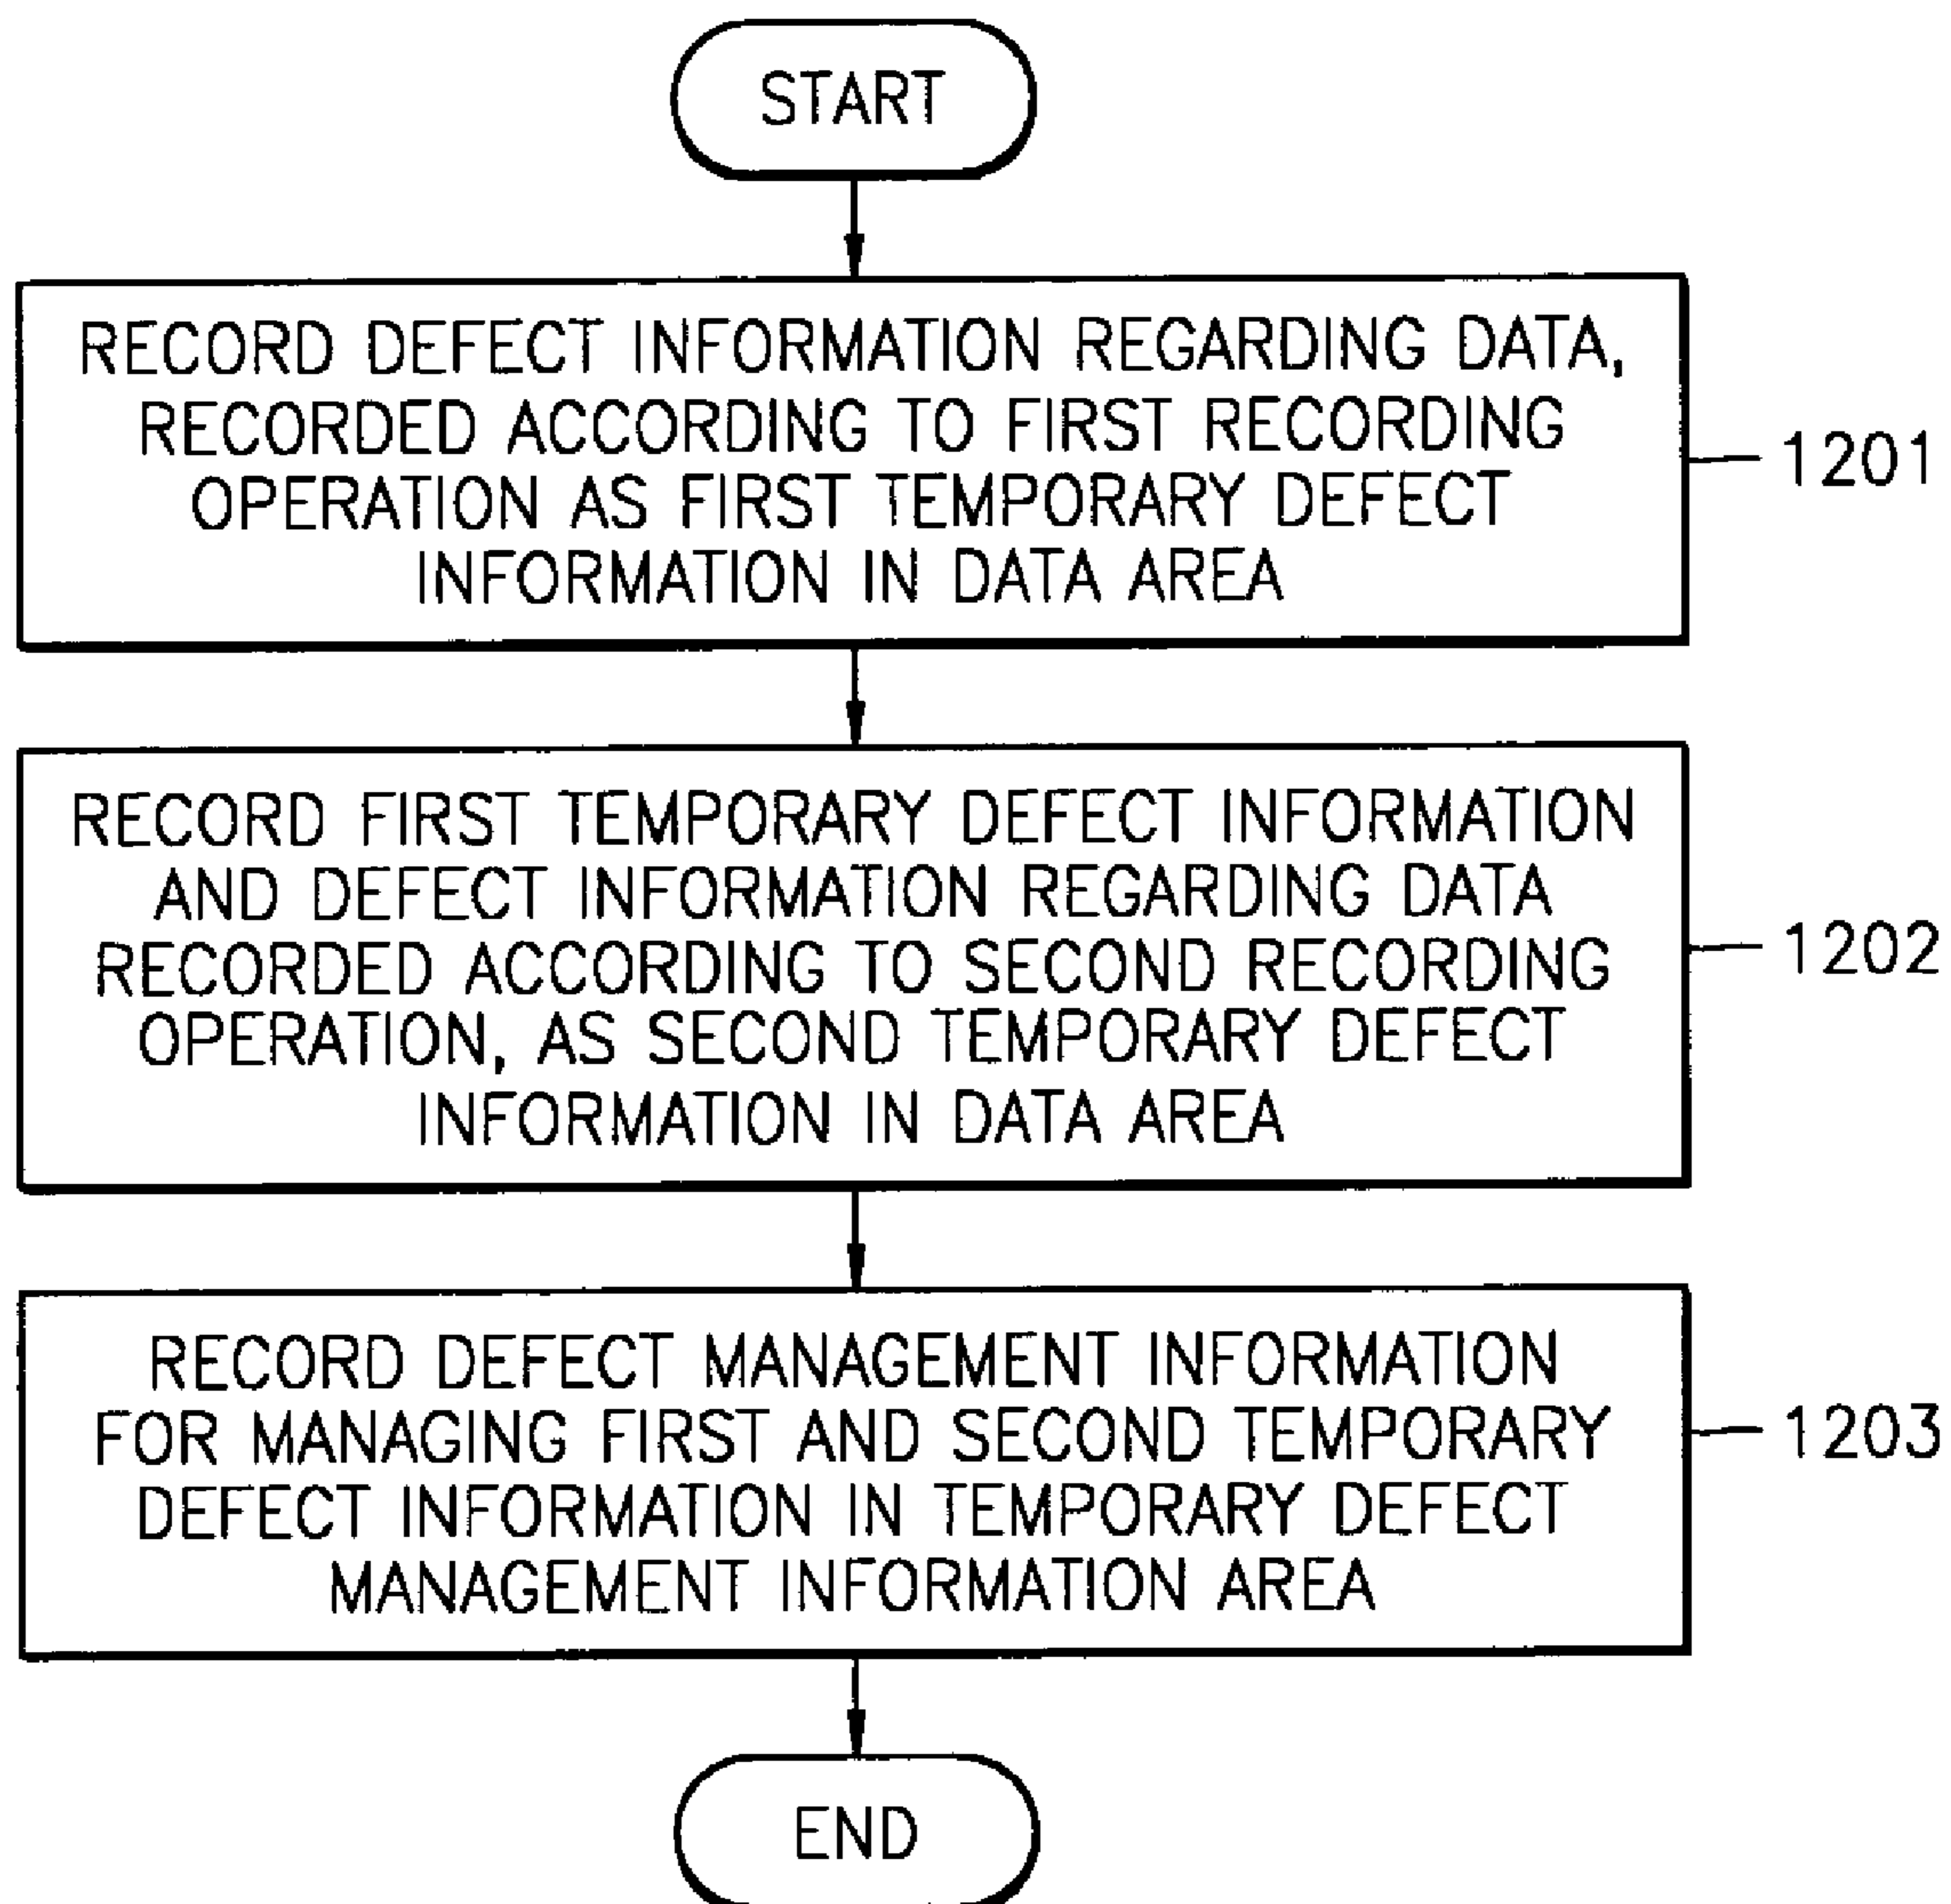 START
RECORD DEFECT INFORMATION REGARDING DATA,
RECORDED ACCORDING TO FIRST RECORDING
OPERATION AS FIRST TEMPORARY DEFECT
INFORMATION IN DATA AREA
1201
RECORD FIRST TEMPORARY DEFECT INFORMATION
AND DEFECT INFORMATION REGARDING DATA
RECORDED ACCORDING TO SECOND RECORDING
OPERATION, AS SECOND TEMPORARY DEFECT
INFORMATION IN DATA AREA
1202
RECORD DEFECT MANAGEMENT INFORMATION
FOR MANAGING FIRST AND SECOND TEMPORARY
DEFECT INFORMATION IN TEMPORARY DEFECT
MANAGEMENT INFORMATION AREA
1203
END